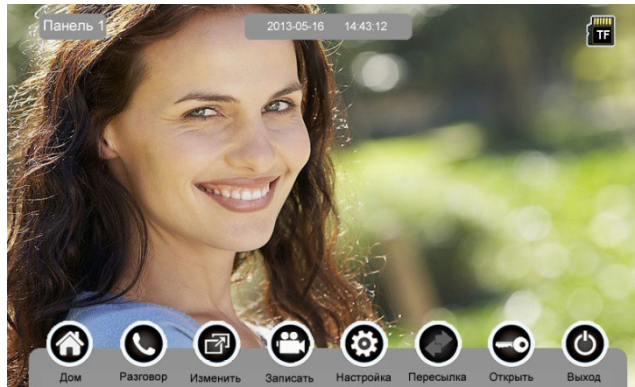 Панель 1
2013-05-16 14:43:12
TF
Дом Разговор Изменить Записать Настройка Пересылка Открыть Выход